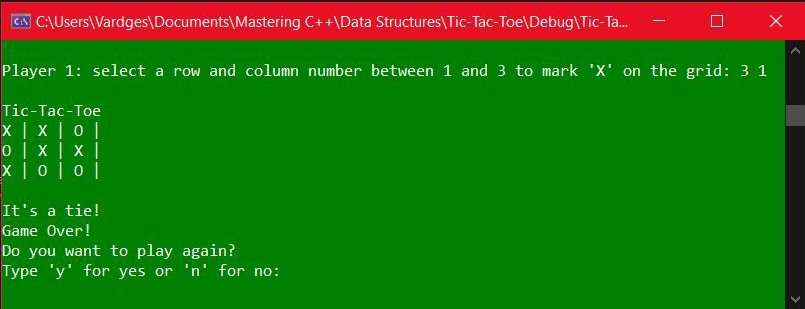 C:\Users\Vardges\Documents\Mastering C++\Data Structures\Tic-Tac-Toe\Debug\Tic-Ta...
Player 1: select a row and column number between 1 and 3 to mark 'X' on the grid: 3 1
Tic-Tac-Toe
X | X | O |
O | X | X |
X | O | O |
It's a tie!
Game Over!
Do you want to play again?
Type 'y' for yes or 'n' for no: